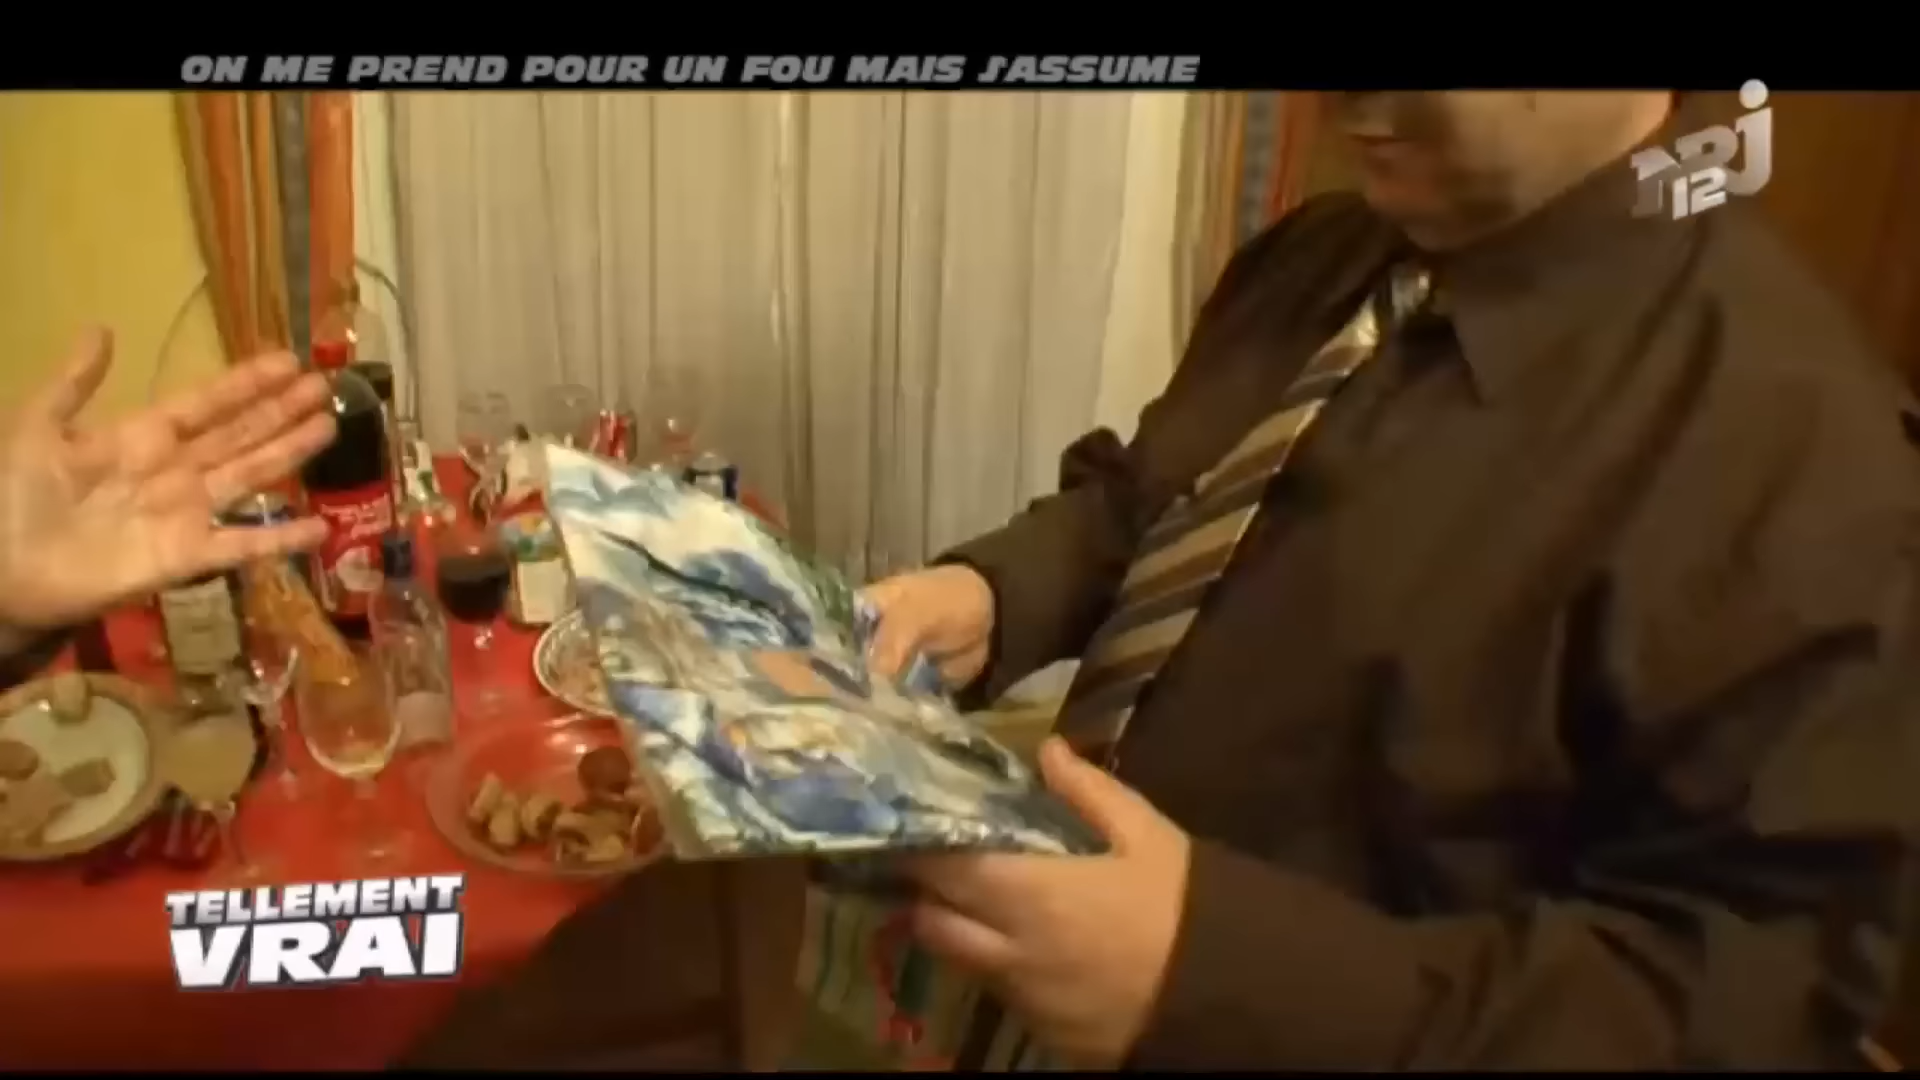 ON ME PREND POUR UN FOU MAIS J'ASSUME
NRJ
12
TELLEMENT
VRAI